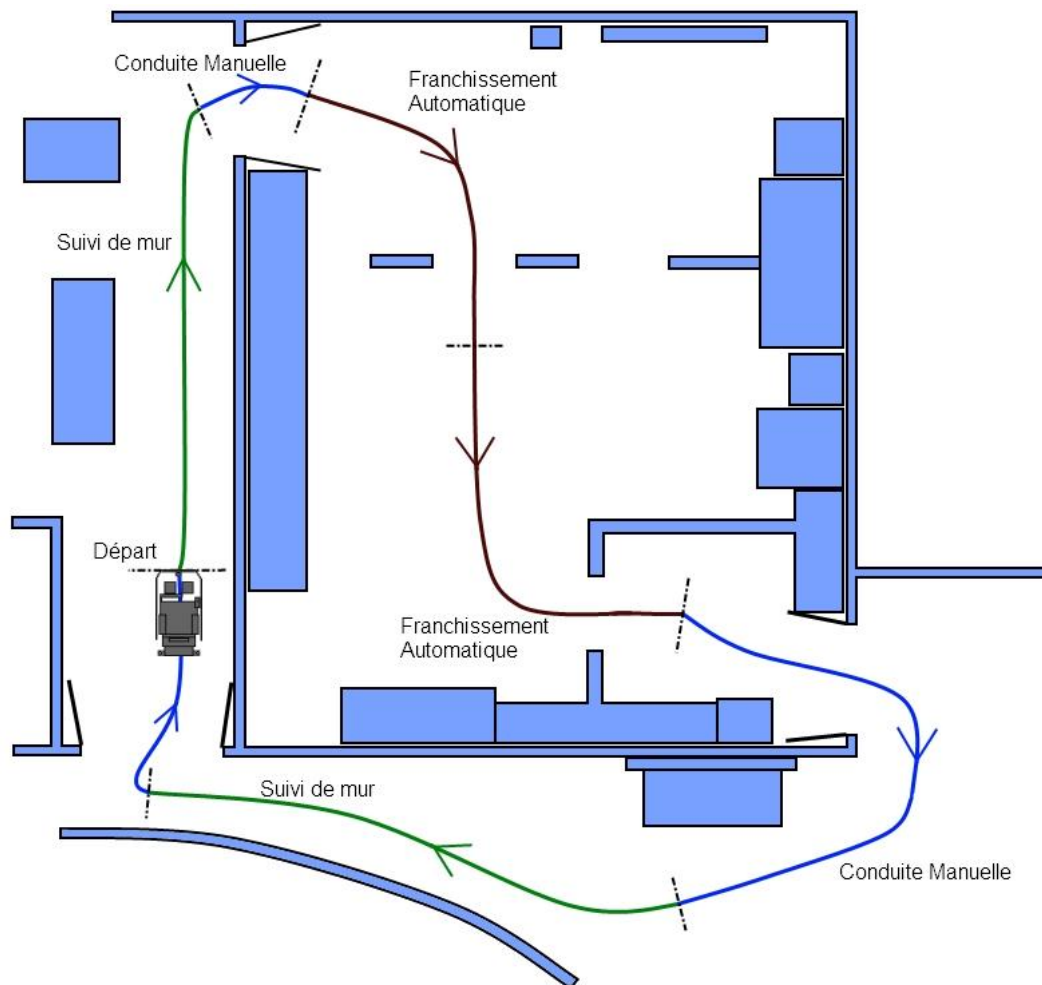 Conduite Manuelle
Franchissement
Automatique
Suivi de mur
Départ
Franchissement
Automatique
Suivi de mur
Conduite Manuelle